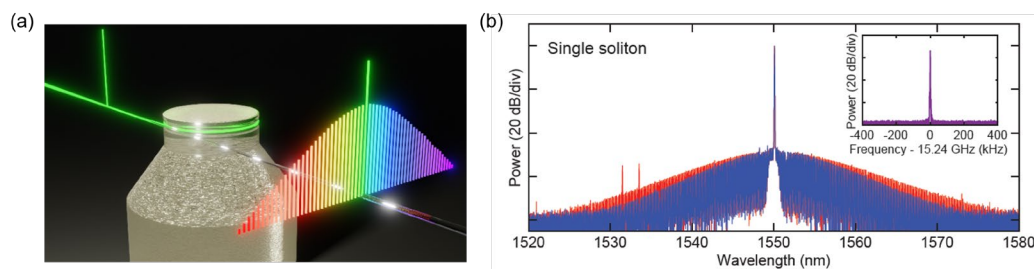 (a)
(b)
Single soliton
Power (20 dB/div)
Power (20 dB/div)
-400 -200 0 200 400
Frequency - 15.24 GHz (kHz)
1520 1530 1540 1550 1560 1570 1580
Wavelength (nm)